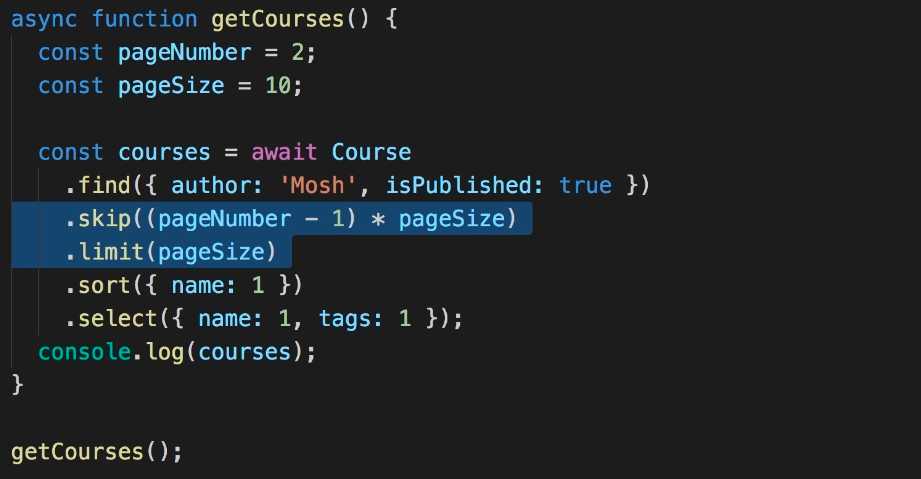 async function getCourses() {
  const pageNumber = 2;
  const pageSize = 10;

  const courses = await Course
    .find({ author: 'Mosh', isPublished: true })
    .skip((pageNumber - 1) * pageSize)
    .limit(pageSize)
    .sort({ name: 1 })
    .select({ name: 1, tags: 1 });
  console.log(courses);
}

getCourses();